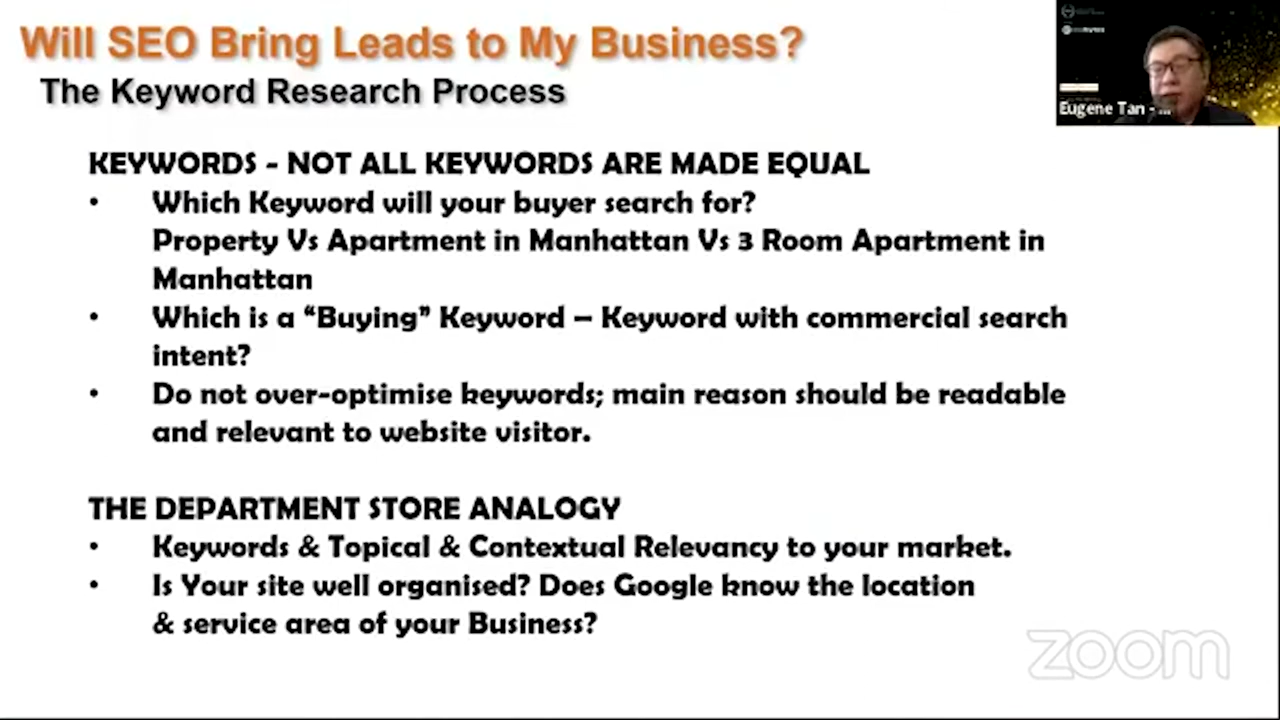 Will SEO Bring Leads to My Business?
The Keyword Research Process
Eugene Tan - ...
KEYWORDS - NOT ALL KEYWORDS ARE MADE EQUAL
• Which Keyword will your buyer search for?
Property Vs Apartment in Manhattan Vs 3 Room Apartment in
Manhattan
• Which is a “Buying” Keyword – Keyword with commercial search
intent?
• Do not over-optimise keywords; main reason should be readable
and relevant to website visitor.
THE DEPARTMENT STORE ANALOGY
• Keywords & Topical & Contextual Relevancy to your market.
• Is Your site well organised? Does Google know the location
& service area of your Business?
zoom